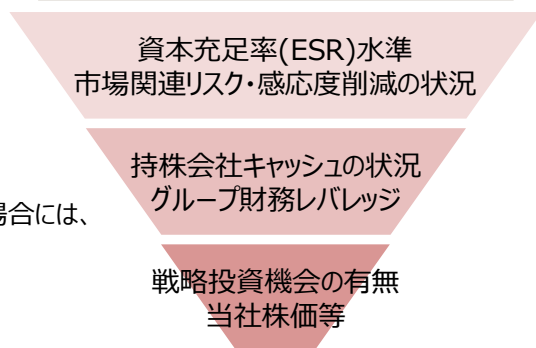 資本充足率(ESR)水準
市場関連リスク・感応度削減の状況
持株会社キャッシュの状況
グループ財務レバレッジ
場合には、
戦略投資機会の有無
当社株価等